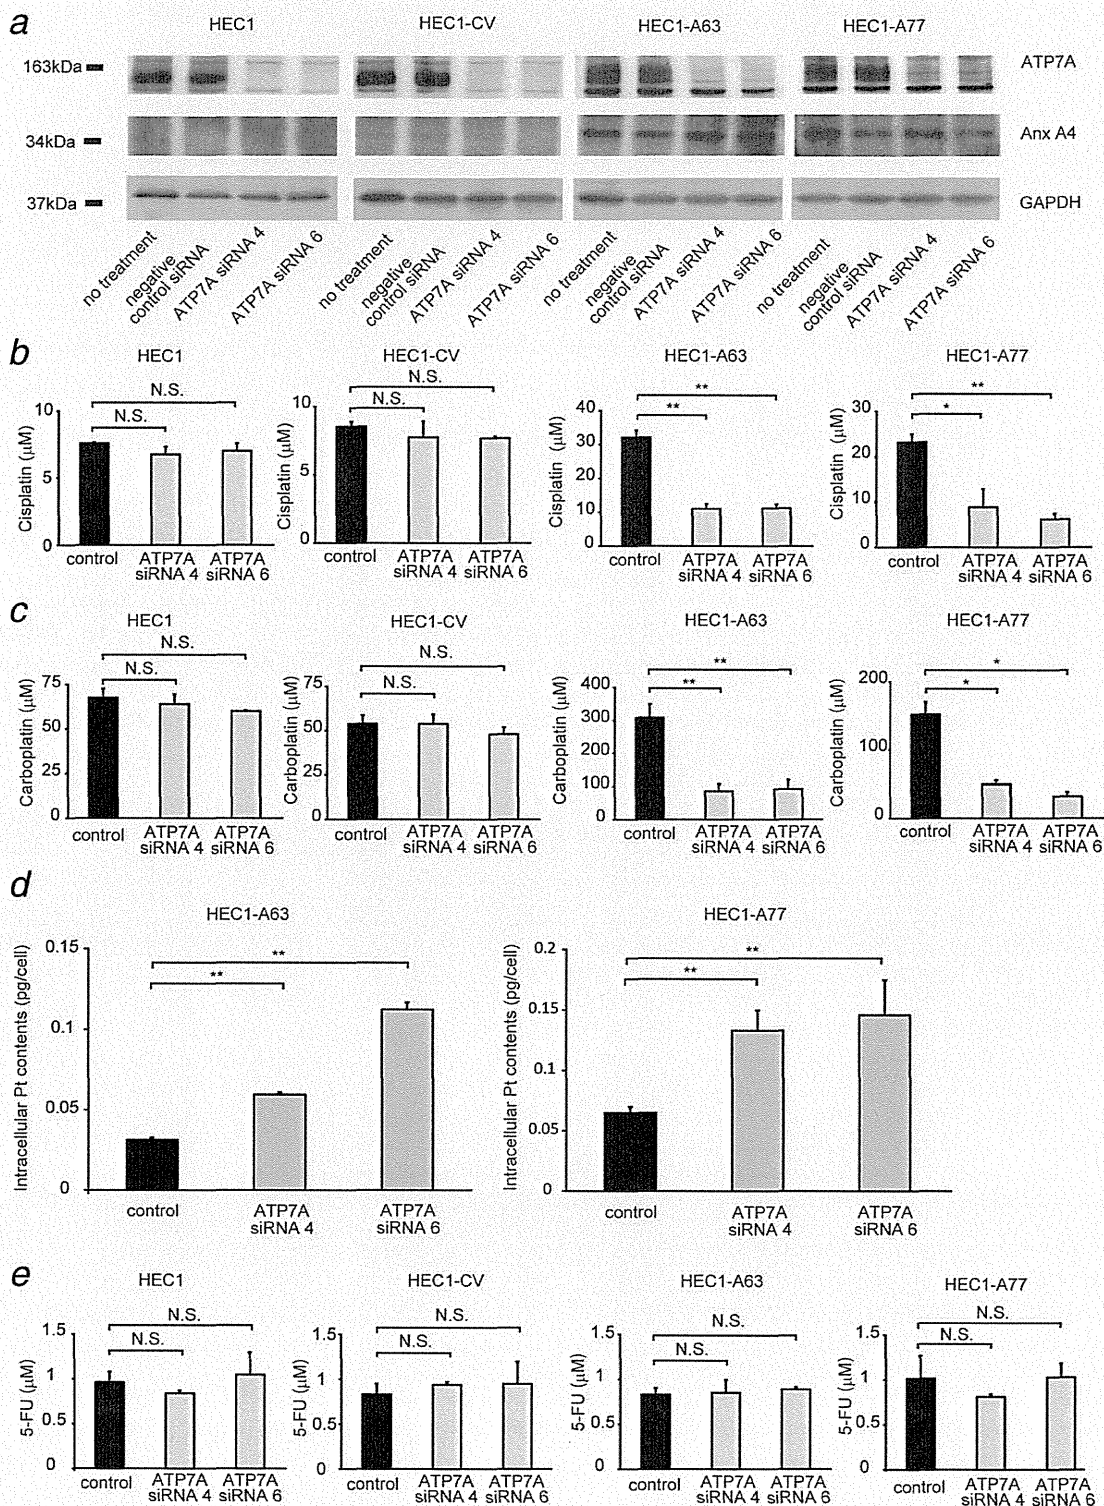 a
HEC1
HEC1-CV
HEC1-A63
HEC1-A77
163kDa
ATP7A
34kDa
Anx A4
37kDa
GAPDH
no treatment
negative control siRNA
ATP7A siRNA 4
ATP7A siRNA 6
no treatment
negative control siRNA
ATP7A siRNA 4
ATP7A siRNA 6
no treatment
negative control siRNA
ATP7A siRNA 4
ATP7A siRNA 6
no treatment
negative control siRNA
ATP7A siRNA 4
ATP7A siRNA 6
b
HEC1
N.S.
N.S.
Cisplatin (μM)
10
5
0
control
ATP7A siRNA 4
ATP7A siRNA 6
HEC1-CV
N.S.
N.S.
Cisplatin (μM)
10
5
0
control
ATP7A siRNA 4
ATP7A siRNA 6
HEC1-A63
**
**
Cisplatin (μM)
40
30
20
10
0
control
ATP7A siRNA 4
ATP7A siRNA 6
HEC1-A77
**
*
Cisplatin (μM)
30
20
10
0
control
ATP7A siRNA 4
ATP7A siRNA 6
c
HEC1
N.S.
N.S.
Carboplatin (μM)
75
50
25
0
control
ATP7A siRNA 4
ATP7A siRNA 6
HEC1-CV
N.S.
N.S.
Carboplatin (μM)
75
50
25
0
control
ATP7A siRNA 4
ATP7A siRNA 6
HEC1-A63
**
**
Carboplatin (μM)
400
300
200
100
0
control
ATP7A siRNA 4
ATP7A siRNA 6
HEC1-A77
*
*
Carboplatin (μM)
200
100
0
control
ATP7A siRNA 4
ATP7A siRNA 6
d
HEC1-A63
**
**
Intracellular Pt contents (pg/cell)
0.15
0.1
0.05
0
control
ATP7A siRNA 4
ATP7A siRNA 6
HEC1-A77
**
**
Intracellular Pt contents (pg/cell)
0.2
0.15
0.1
0.05
0
control
ATP7A siRNA 4
ATP7A siRNA 6
e
HEC1
N.S.
N.S.
5-FU (μM)
1.5
1
0.5
0
control
ATP7A siRNA 4
ATP7A siRNA 6
HEC1-CV
N.S.
N.S.
5-FU (μM)
1.5
1
0.5
0
control
ATP7A siRNA 4
ATP7A siRNA 6
HEC1-A63
N.S.
N.S.
5-FU (μM)
1.5
1
0.5
0
control
ATP7A siRNA 4
ATP7A siRNA 6
HEC1-A77
N.S.
N.S.
5-FU (μM)
1.5
1
0.5
0
control
ATP7A siRNA 4
ATP7A siRNA 6